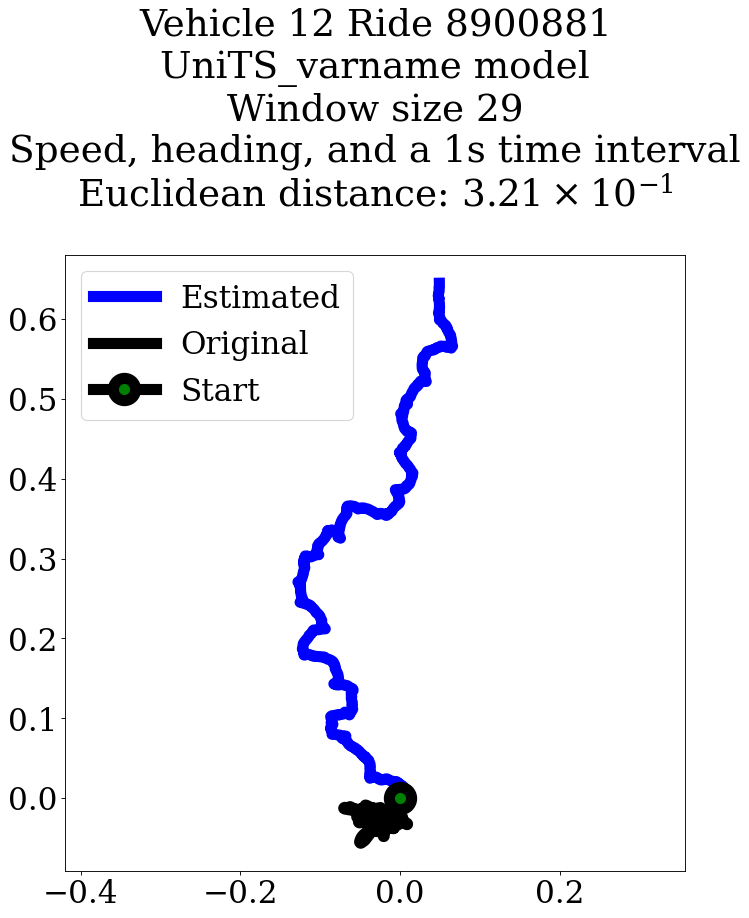 Vehicle 12 Ride 8900881
UniTS_varname model
Window size 29
Speed, heading, and a 1s time interval
Euclidean distance: 3.21 × 10⁻¹
Estimated
Original
Start
0.6
0.5
0.4
0.3
0.2
0.1
0.0
−0.4 −0.2 0.0 0.2